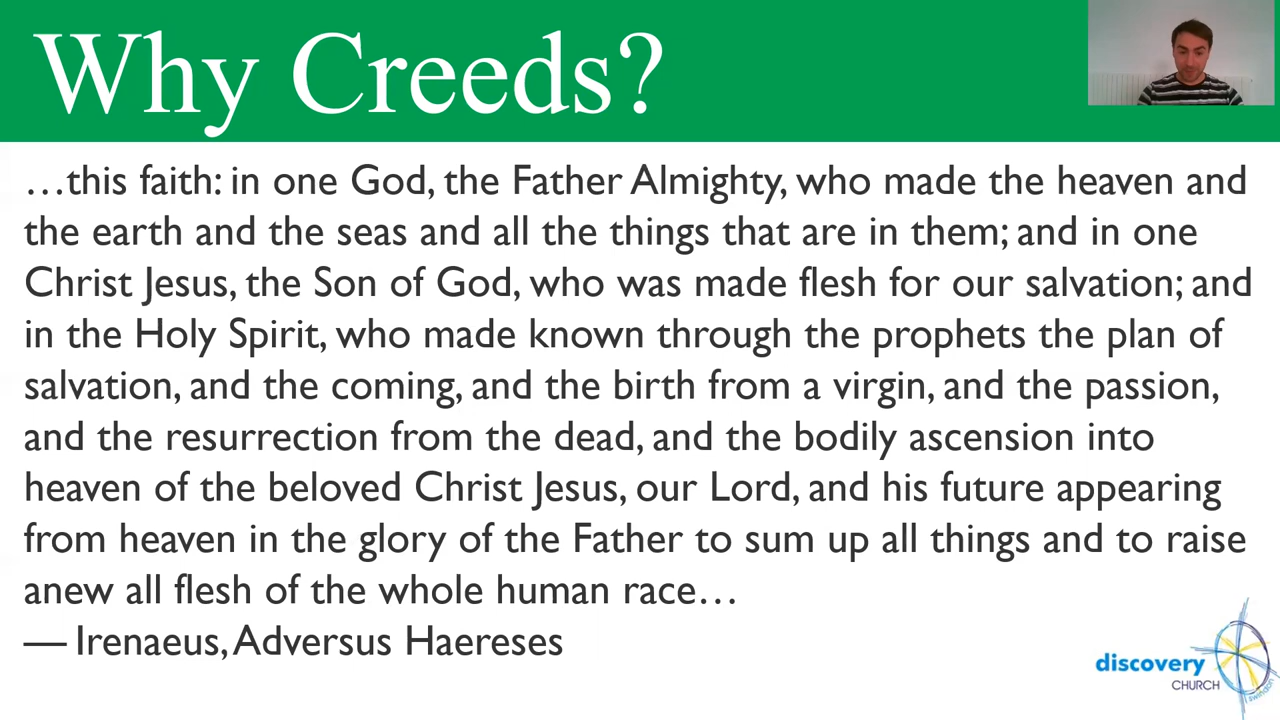 Why Creeds?
…this faith: in one God, the Father Almighty, who made the heaven and
the earth and the seas and all the things that are in them; and in one
Christ Jesus, the Son of God, who was made flesh for our salvation; and
in the Holy Spirit, who made known through the prophets the plan of
salvation, and the coming, and the birth from a virgin, and the passion,
and the resurrection from the dead, and the bodily ascension into
heaven of the beloved Christ Jesus, our Lord, and his future appearing
from heaven in the glory of the Father to sum up all things and to raise
anew all flesh of the whole human race…
— Irenaeus, Adversus Haereses
discovery
CHURCH
swindon